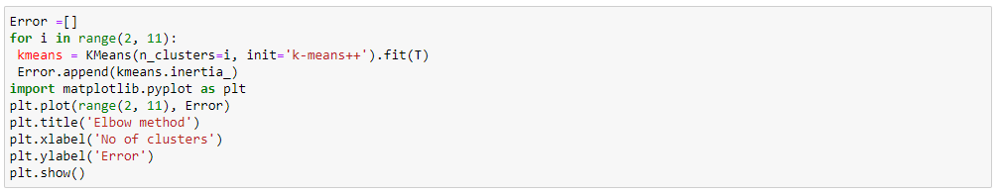 Error =[]
for i in range(2, 11):
 kmeans = KMeans(n_clusters=i, init='k-means++').fit(T)
 Error.append(kmeans.inertia_)
import matplotlib.pyplot as plt
plt.plot(range(2, 11), Error)
plt.title('Elbow method')
plt.xlabel('No of clusters')
plt.ylabel('Error')
plt.show()